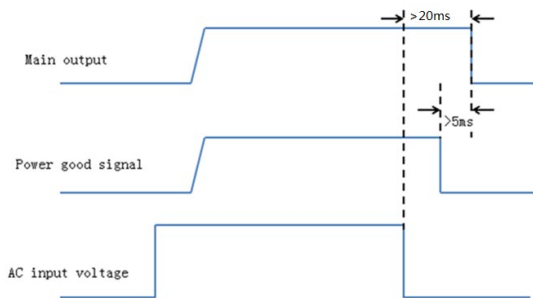 >20ms
Main output
>5ms
Power good signal
AC input voltage